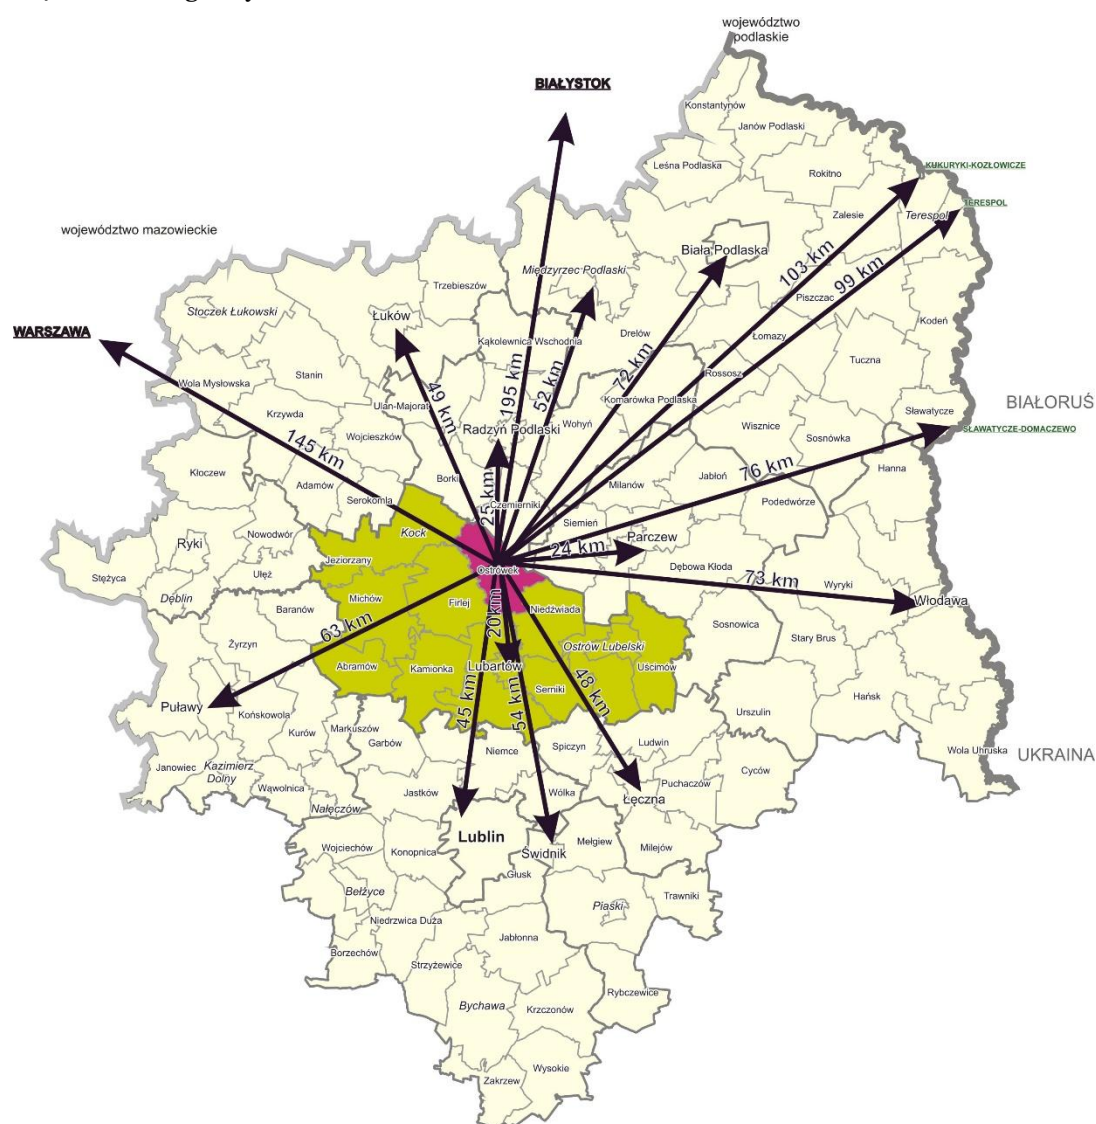 województwo
podlaskie
BIAŁYSTOK
Konstantynów
Janów Podlaski
Leśna Podlaska
Rokitno
KUKURYKI-KOZŁOWICZE
Zalesie
Terespol
TERESPOL
województwo mazowieckie
Biała Podlaska
103 km
99 km
Międzyrzec Podlaski
Trzebieszów
Piszczac
Stoczek Łukowski
Łuków
Kodeń
WARSZAWA
Kąkolewnica Wschodnia
Drelów
Łomazy
Tuczna
Stanin
Wola Mysłowska
195 km
52 km
72 km
Rossosz
49 km
Ulan-Majorat
Komarówka Podlaska
BIAŁORUŚ
Krzywda
Radzyń Podlaski
Wohyń
Wisznice
Sławatycze
SŁAWATYCZE-DOMACZEWO
145 km
Wojcieszków
Sosnówka
Kłoczew
Adamów
Borki
25 km
Milanów
Jabłoń
76 km
Hanna
Serokomla
Czemierniki
Podedwórze
Nowodwór
Kock
Siemień
Parczew
Ryki
Jeziorzany
24 km
Stężyca
Ułęż
Ostrówek
Dębowa Kłoda
73 km
Wyryki
Dęblin
Michów
Firlej
Włodawa
Baranów
Niedźwiada
20km
63 km
Sosnowica
Stary Brus
Żyrzyn
Ostrów Lubelski
Abramów
Kamionka
Lubartów
Uścimów
Serniki
48 km
Hańsk
Puławy
45 km
54 km
Końskowola
Urszulin
Markuszów
Kurów
Garbów
Niemce
Spiczyn
Ludwin
Wola Uhruska
UKRAINA
Janowiec
Kazimierz
Dolny
Cyców
Puchaczów
Wąwolnica
Jastków
Wólka
Łęczna
Nałęczów
Lublin
Mełgiew
Milejów
Wojciechów
Konopnica
Świdnik
Głusk
Bełżyce
Trawniki
Piaski
Niedrzwica Duża
Jabłonna
Borzechów
Strzyżewice
Rybczewice
Bychawa
Krzczonów
Wysokie
Zakrzew